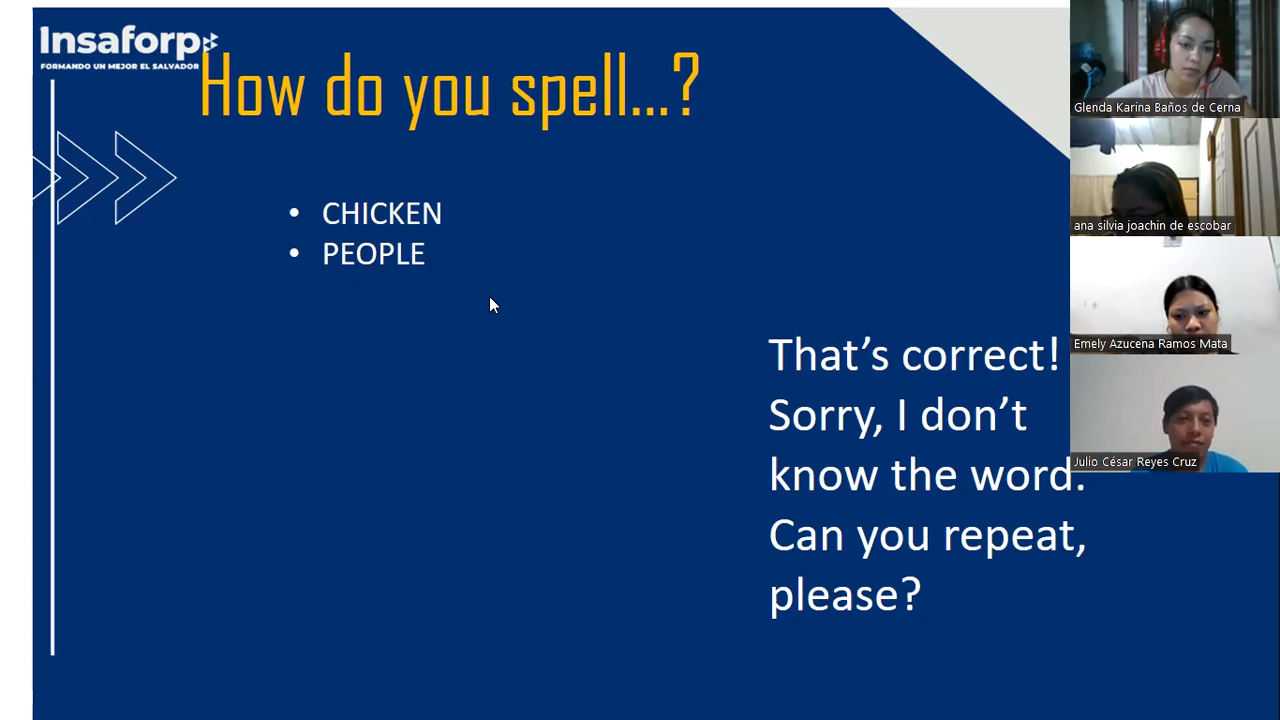 Insaforp
FORMANDO UN MEJOR EL SALVADOR
How do you spell...?
• CHICKEN
• PEOPLE
That’s correct!
Sorry, I don’t
know the word.
Can you repeat,
please?
Glenda Karina Baños de Cerna
ana silvia joachin de escobar
Emely Azucena Ramos Mata
Julio César Reyes Cruz